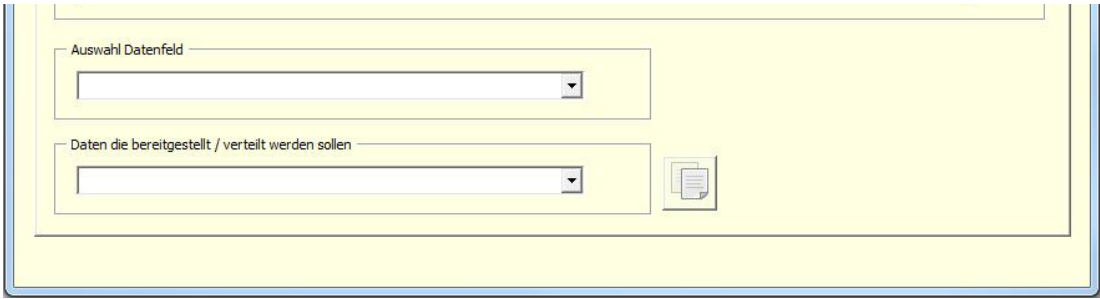 Auswahl Datenfeld
Daten die bereitgestellt / verteilt werden sollen